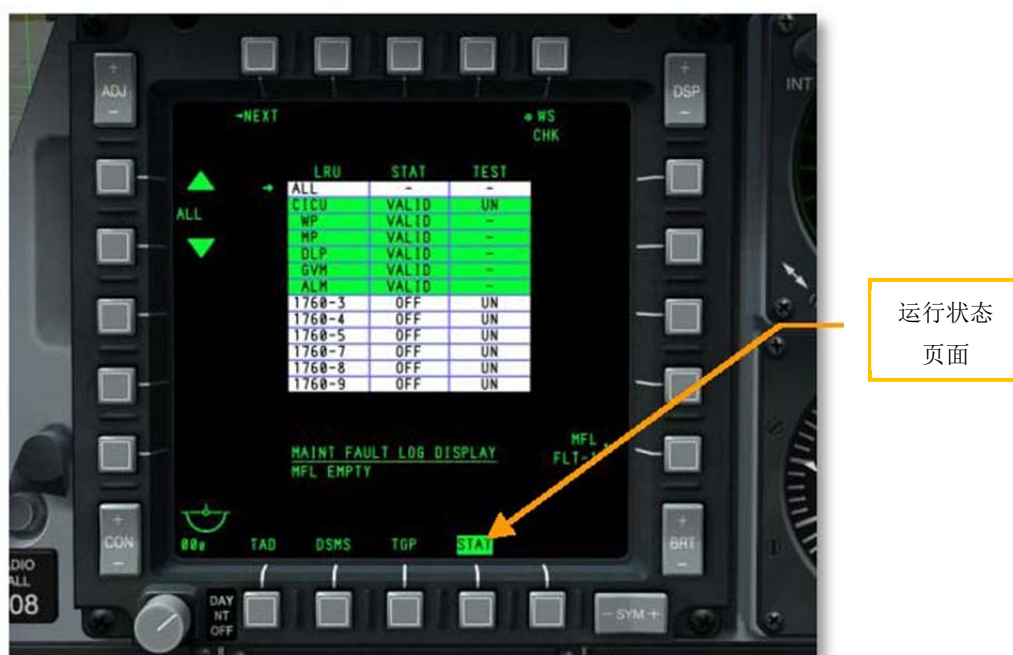 +
ADJ
-
+
DSP
-
INT
→NEXT
WS
CHK
LRU STAT TEST
→ ALL - -
ALL
CICU VALID UN
WP VALID -
MP VALID -
DLP VALID -
GVM VALID -
ALM VALID -
1760-3 OFF UN
1760-4 OFF UN
1760-5 OFF UN
1760-7 OFF UN
1760-8 OFF UN
1760-9 OFF UN
运行状态
页面
MAINT FAULT LOG DISPLAY
MFL EMPTY
MFL
FLT-1
+
CON
-
+
BRT
-
TAD DSMS TGP STAT
DAY
NT
OFF
- SYM +
08